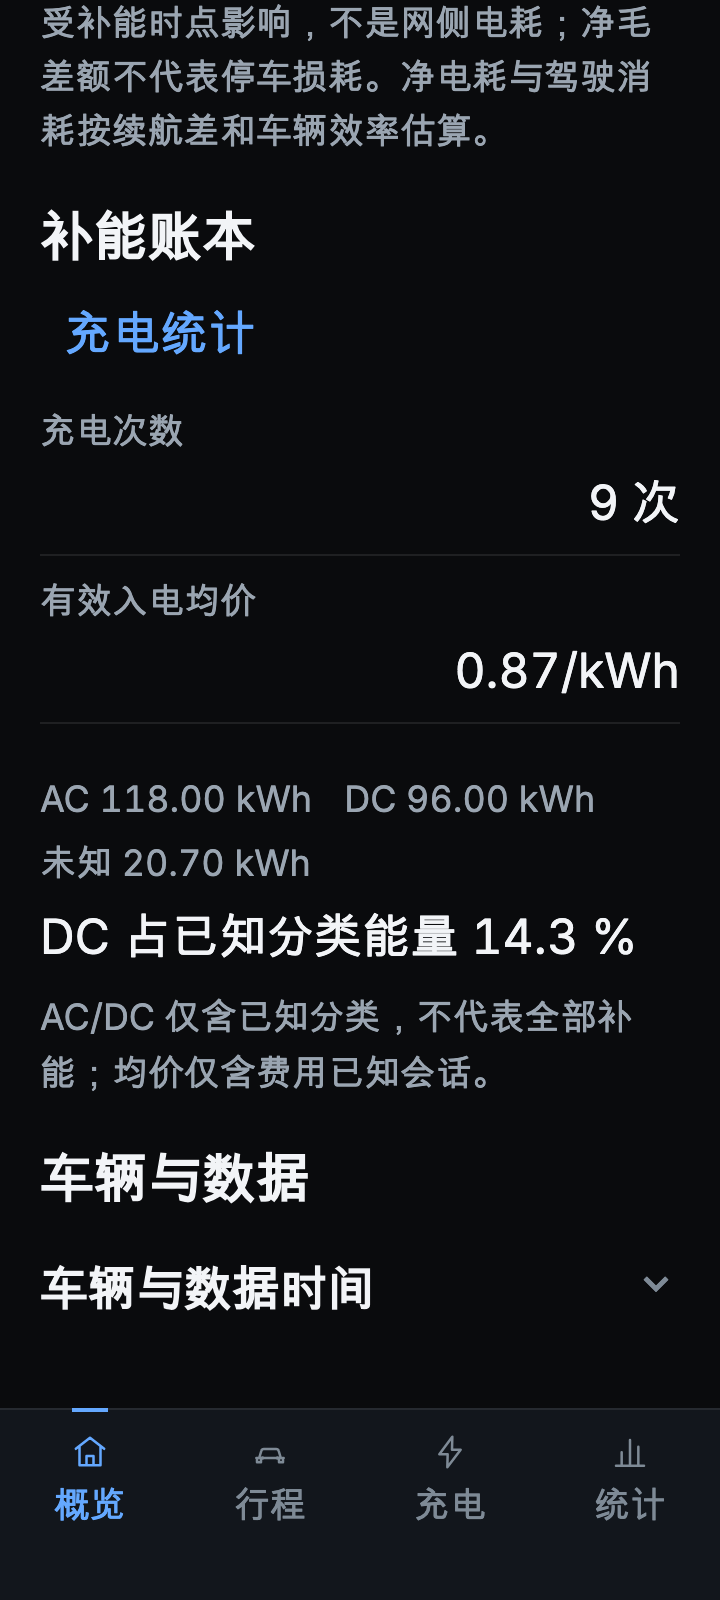 受补能时点影响，不是网侧电耗；净毛
差额不代表停车损耗。净电耗与驾驶消
耗按续航差和车辆效率估算。
补能账本
充电统计
充电次数
9 次
有效入电均价
0.87/kWh
AC 118.00 kWh DC 96.00 kWh
未知 20.70 kWh
DC 占已知分类能量 14.3 %
AC/DC 仅含已知分类，不代表全部补
能；均价仅含费用已知会话。
车辆与数据
车辆与数据时间
概览 行程 充电 统计